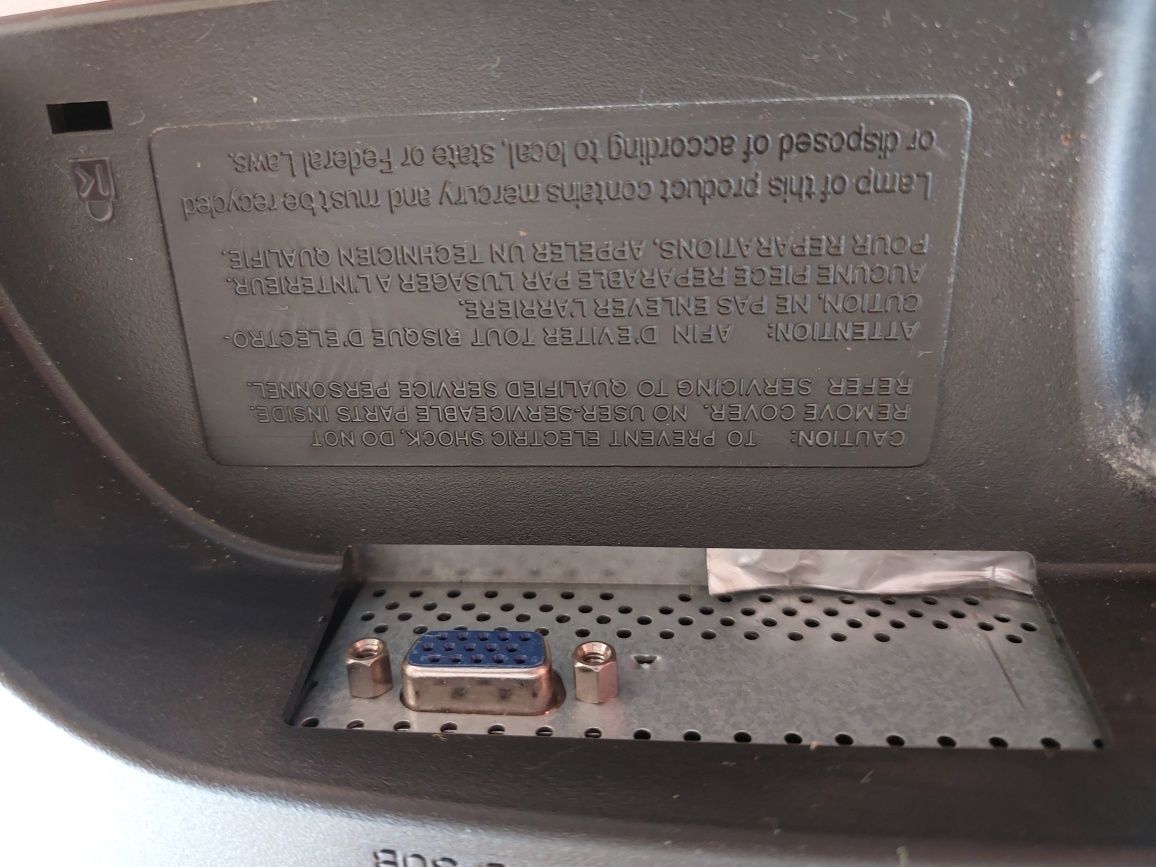 CAUTION: TO PREVENT ELECTRIC SHOCK, DO NOT
REMOVE COVER. NO USER-SERVICEABLE PARTS INSIDE.
REFER SERVICING TO QUALIFIED SERVICE PERSONNEL.
ATTENTION: AFIN D'EVITER TOUT RISQUE D'ELECTRO-
CUTION, NE PAS ENLEVER L'ARRIERE.
AUCUNE PIECE REPARABLE PAR L'USAGER A L'INTERIEUR.
POUR REPARATIONS, APPELER UN TECHNICIEN QUALIFIE.
Lamp of this product contains mercury and must be recycled
or disposed of according to local, state or Federal Laws.